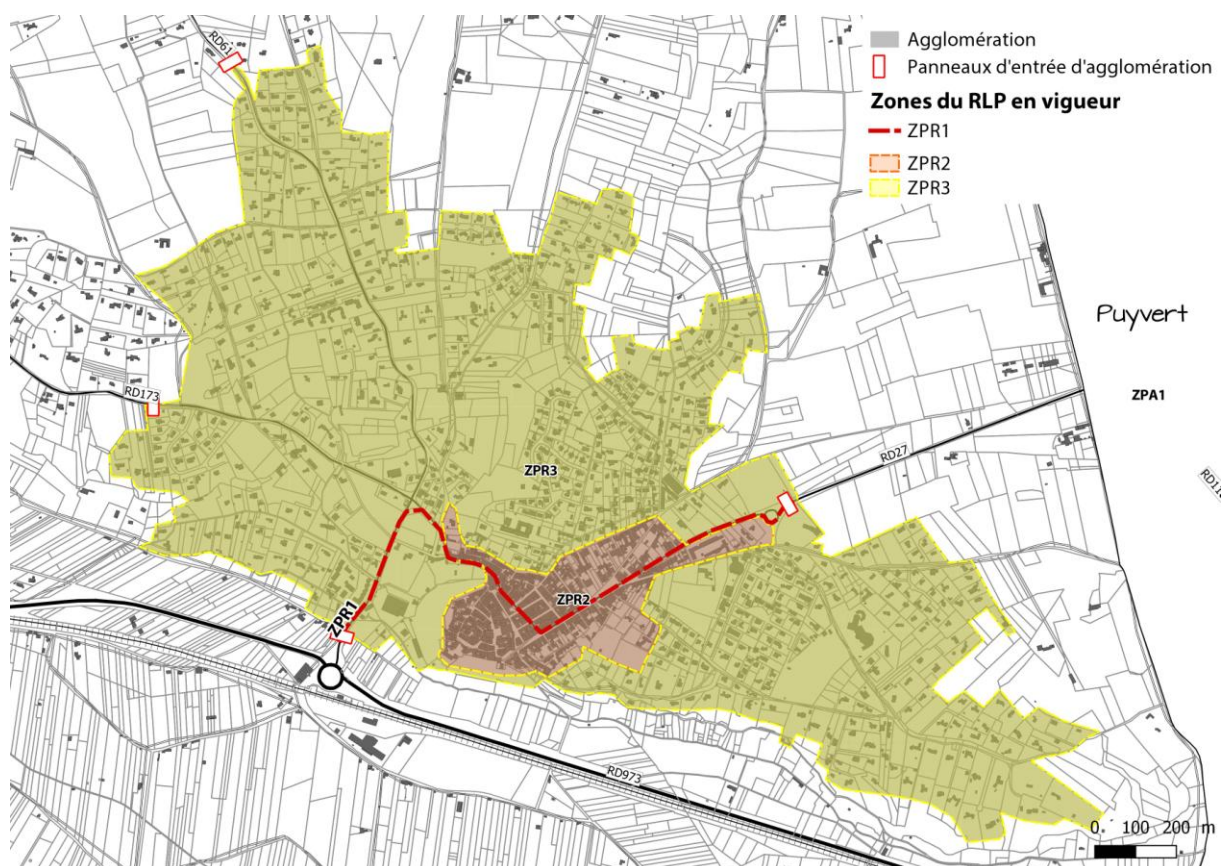 Agglomération
Panneaux d'entrée d'agglomération
Zones du RLP en vigueur
ZPR1
ZPR2
ZPR3
RD61
Puyvert
ZPA1
RD173
ZPR3
RD27
ZPR2
ZPR1
RD973
0. 100 200 m